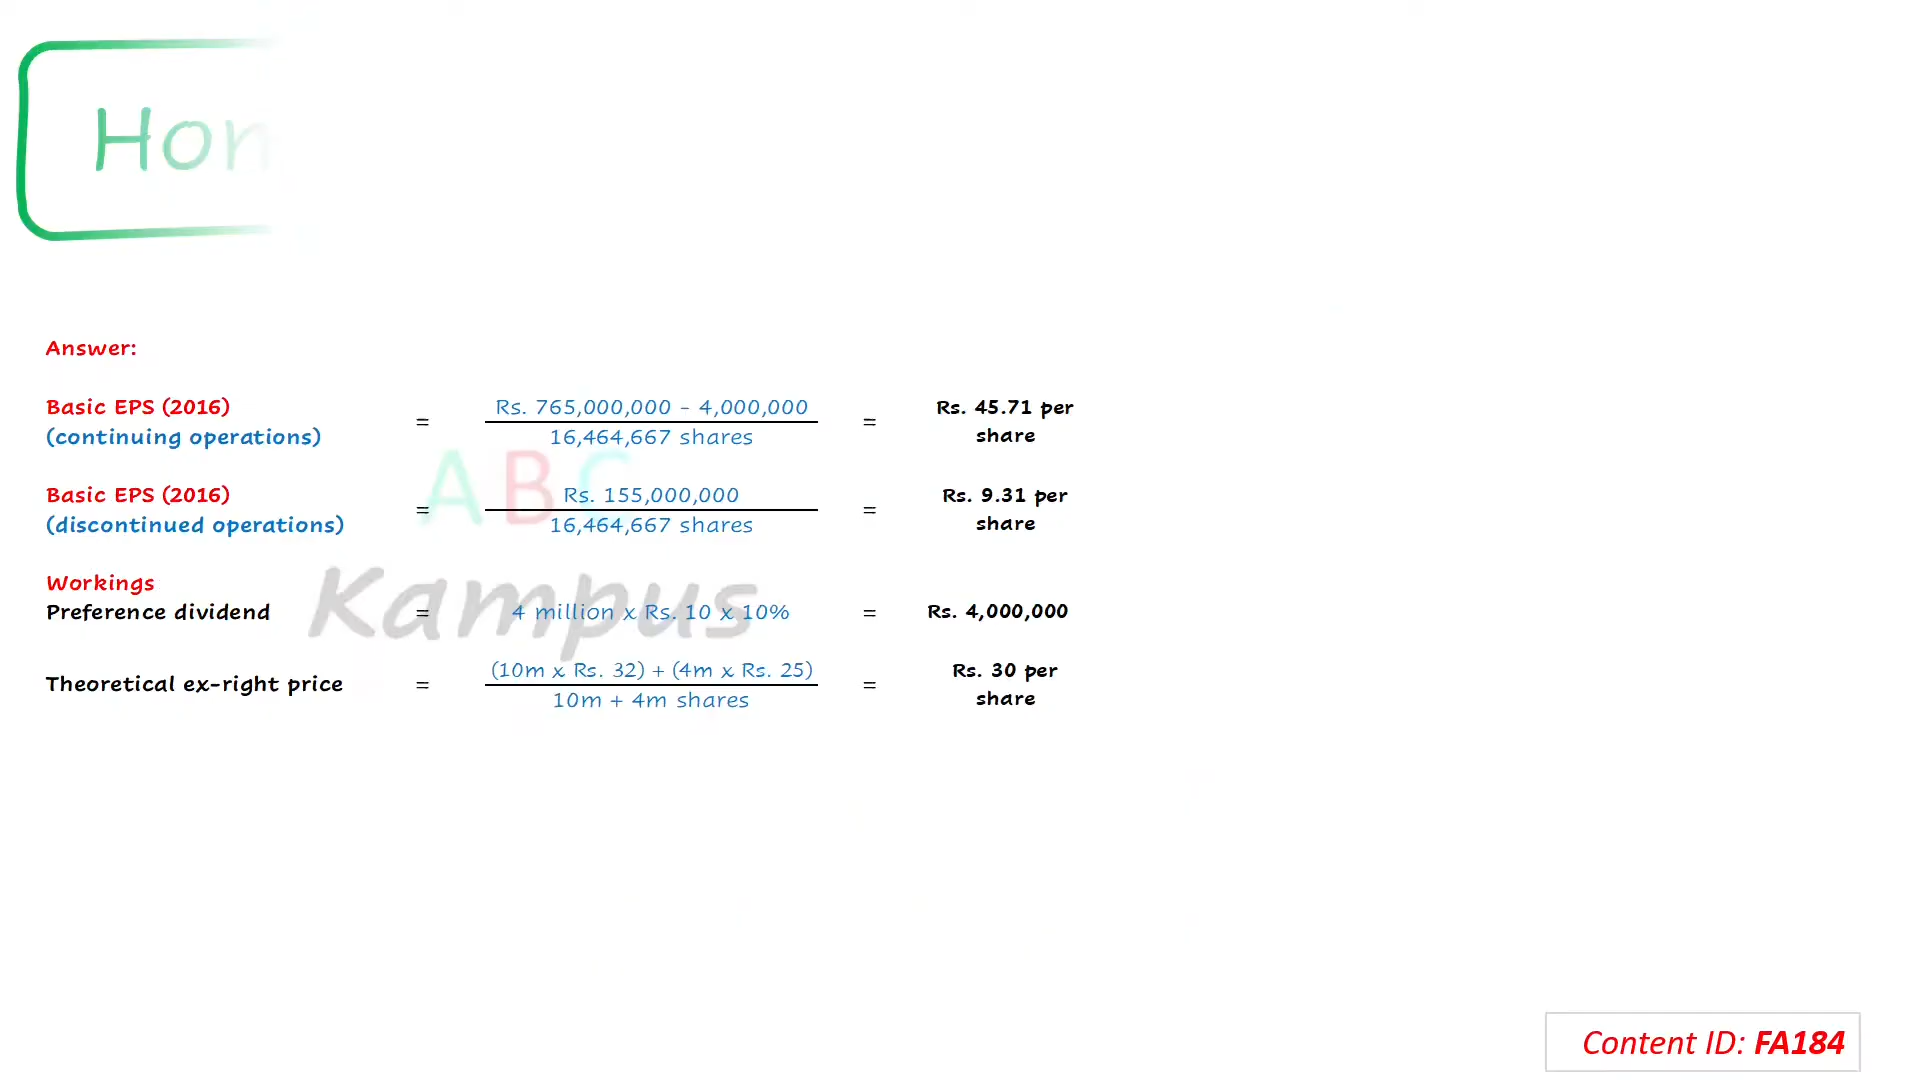 Hon
Answer:
Basic EPS (2016)
(continuing operations)
=
Rs. 765,000,000 - 4,000,000
16,464,667 shares
=
Rs. 45.71 per
share
Basic EPS (2016)
(discontinued operations)
=
Rs. 155,000,000
16,464,667 shares
=
Rs. 9.31 per
share
ABC
Kampus
Workings
Preference dividend
=
4 million x Rs. 10 x 10%
=
Rs. 4,000,000
Theoretical ex-right price
=
(10m x Rs. 32) + (4m x Rs. 25)
10m + 4m shares
=
Rs. 30 per
share
Content ID: FA184